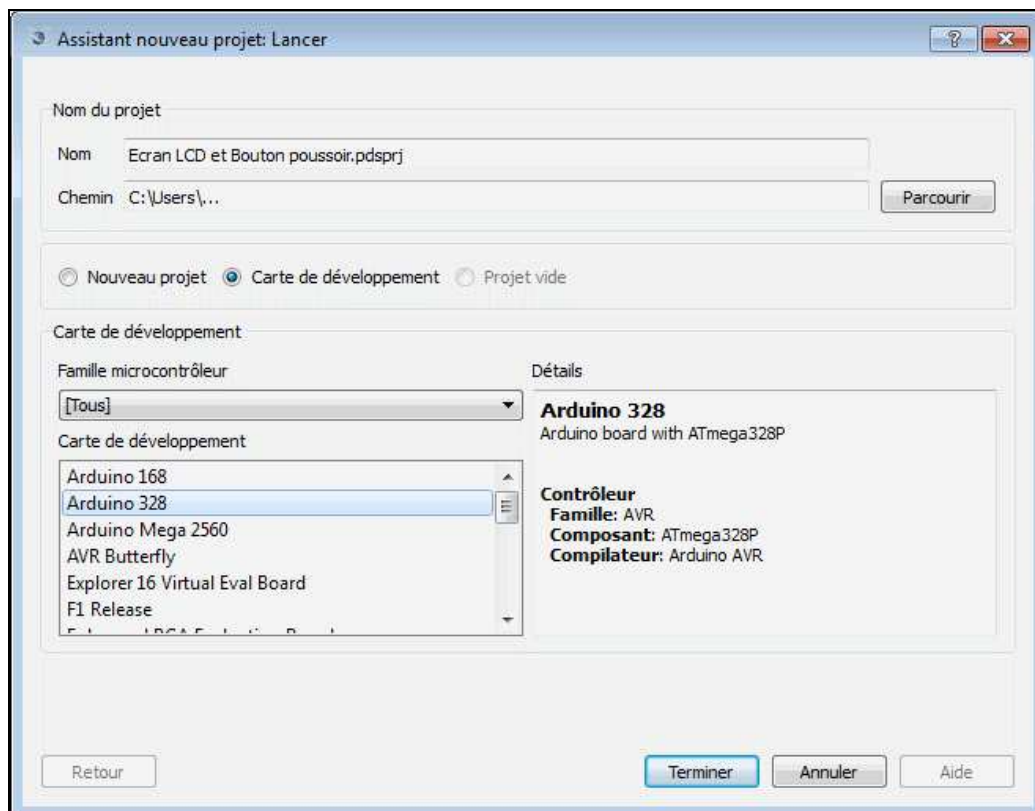 Assistant nouveau projet: Lancer
Nom du projet
Nom Ecran LCD et Bouton poussoir.pdsprj
Chemin C:\Users\...
Parcourir
Nouveau projet Carte de développement Projet vide
Carte de développement
Famille microcontrôleur
[Tous]
Carte de développement
Arduino 168
Arduino 328
Arduino Mega 2560
AVR Butterfly
Explorer 16 Virtual Eval Board
F1 Release
Détails
Arduino 328
Arduino board with ATmega328P
Contrôleur
Famille: AVR
Composant: ATmega328P
Compilateur: Arduino AVR
Retour Terminer Annuler Aide